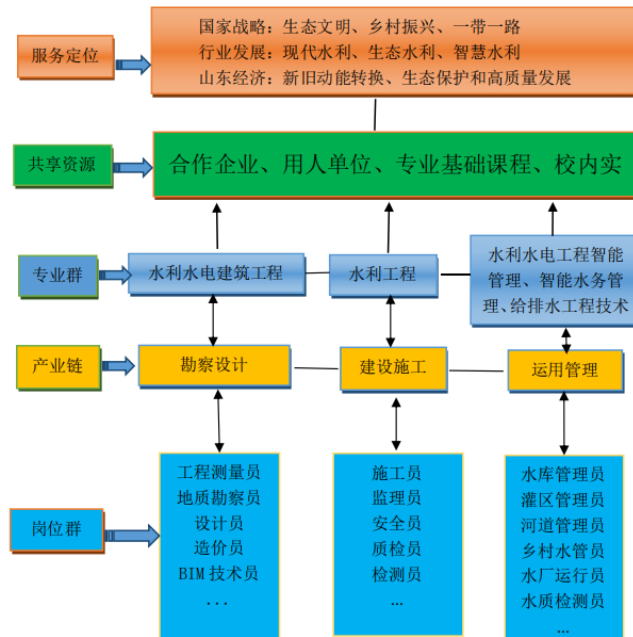 服务定位
国家战略：生态文明、乡村振兴、一带一路
行业发展：现代水利、生态水利、智慧水利
山东经济：新旧动能转换、生态保护和高质量发展
共享资源
合作企业、用人单位、专业基础课程、校内实
专业群
水利水电建筑工程
水利工程
水利水电工程智能
管理、智能水务管
理、给排水工程技术
产业链
勘察设计
建设施工
运用管理
岗位群
工程测量员
地质勘察员
设计员
造价员
BIM 技术员
...
施工员
监理员
安全员
质检员
检测员
...
水库管理员
灌区管理员
河道管理员
乡村水管员
水厂运行员
水质检测员
...